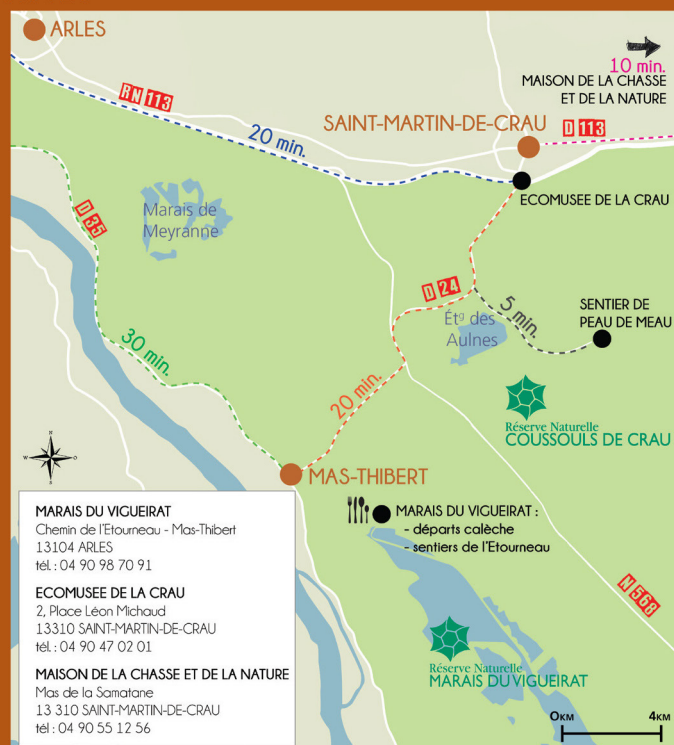 ARLES
10 min.
MAISON DE LA CHASSE
ET DE LA NATURE
RN 113
20 min.
SAINT-MARTIN-DE-CRAU
D 113
ECOMUSEE DE LA CRAU
Marais de
Meyranne
D 35
D 24
Étg des
Aulnes
5 min.
SENTIER DE
PEAU DE MEAU
30 min.
20 min.
Réserve Naturelle
COUSSOULS DE CRAU
N
W O
S
MAS-THIBERT
MARAIS DU VIGUEIRAT :
- départs calèche
- sentiers de l'Etourneau
N 568
Réserve Naturelle
MARAIS DU VIGUEIRAT
0KM 4KM
MARAIS DU VIGUEIRAT
Chemin de l'Etourneau - Mas-Thibert
13104 ARLES
tél : 04 90 98 70 91
ECOMUSEE DE LA CRAU
2, Place Léon Michaud
13310 SAINT-MARTIN-DE-CRAU
tél : 04 90 47 02 01
MAISON DE LA CHASSE ET DE LA NATURE
Mas de la Samatane
13 310 SAINT-MARTIN-DE-CRAU
tél : 04 90 55 12 56